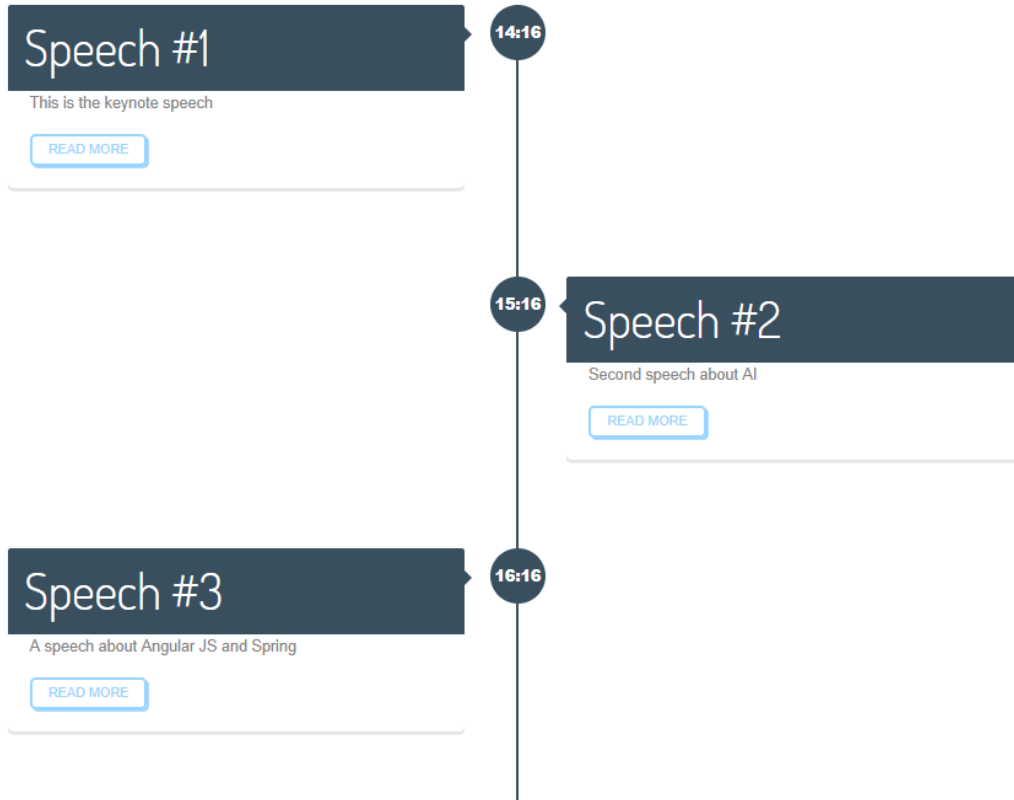 Speech #1
14:16
This is the keynote speech
READ MORE
15:16
Speech #2
Second speech about AI
READ MORE
Speech #3
16:16
A speech about Angular JS and Spring
READ MORE